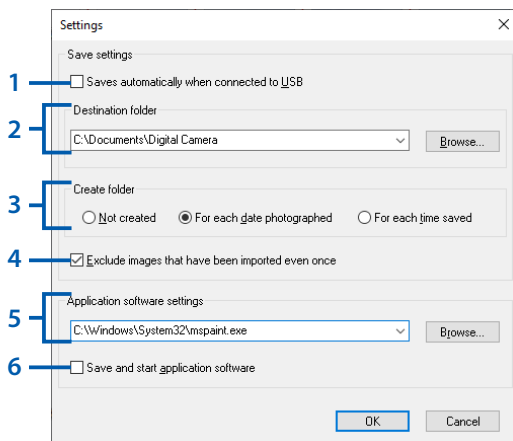 Settings
Save settings
1 Saves automatically when connected to USB
Destination folder
2 C:\Documents\Digital Camera Browse...
Create folder
3 Not created For each date photographed For each time saved
4 Exclude images that have been imported even once
Application software settings
5 C:\Windows\System32\mspaint.exe Browse...
6 Save and start application software
OK Cancel